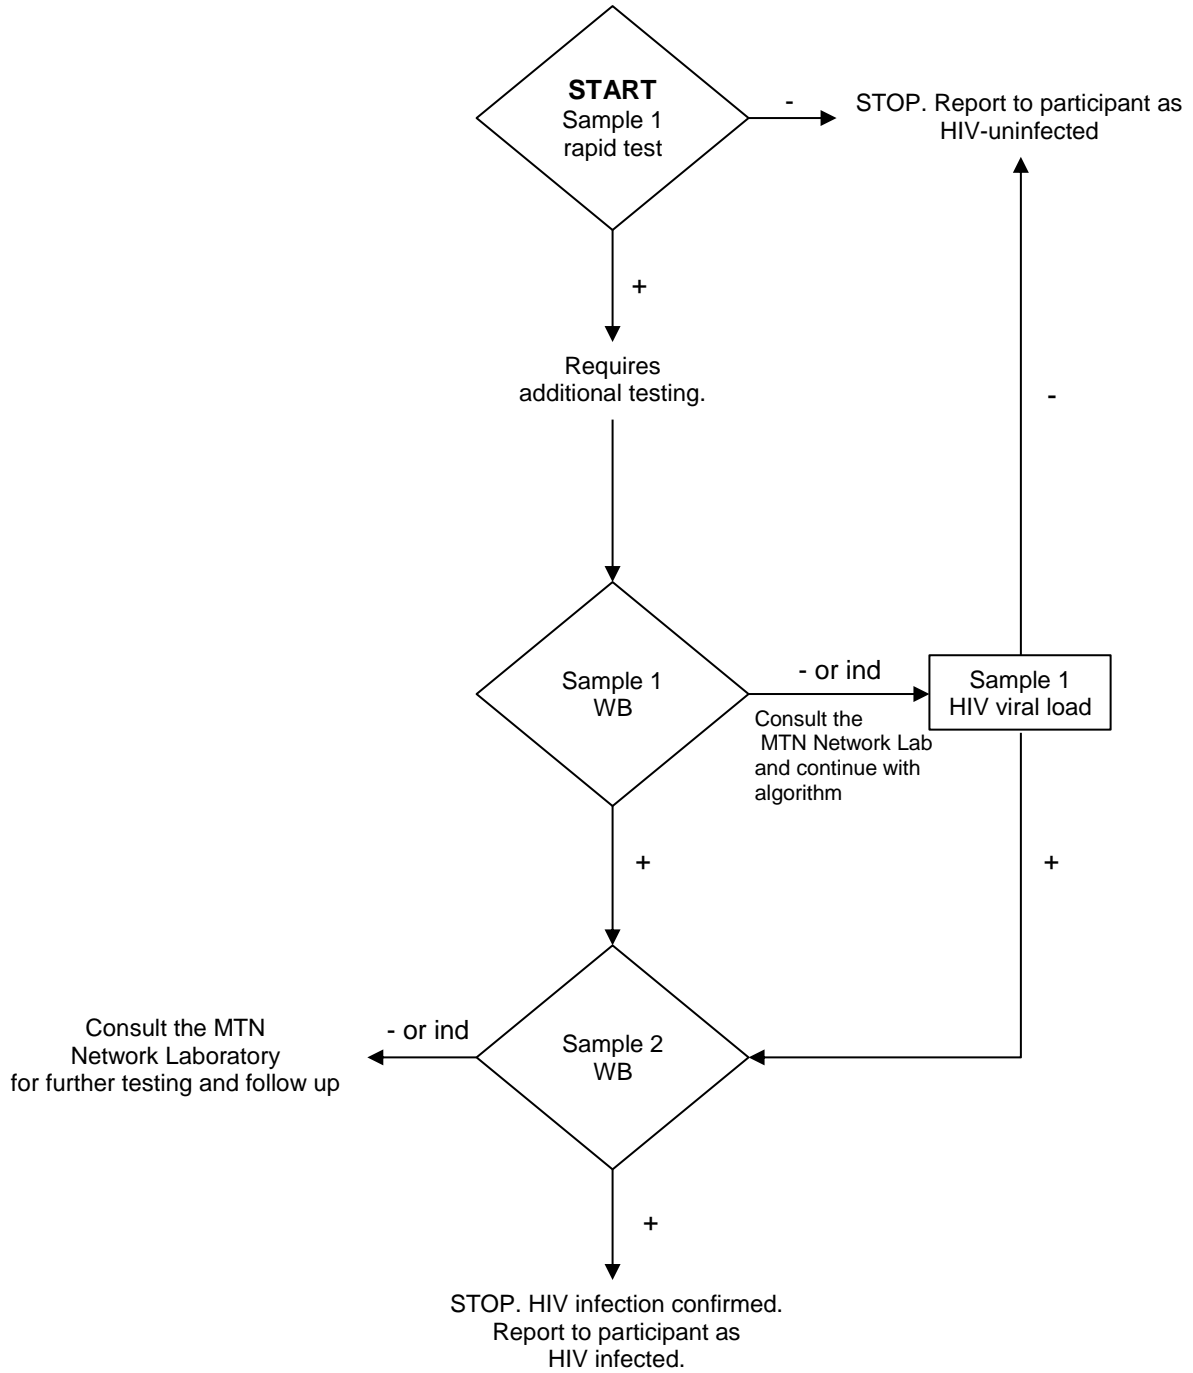 START
Sample 1
rapid test
-
STOP. Report to participant as
HIV-uninfected
+
Requires
additional testing.
-
Sample 1
WB
- or ind
Consult the
MTN Network Lab
and continue with
algorithm
Sample 1
HIV viral load
+
+
Sample 2
WB
- or ind
Consult the MTN
Network Laboratory
for further testing and follow up
+
STOP. HIV infection confirmed.
Report to participant as
HIV infected.